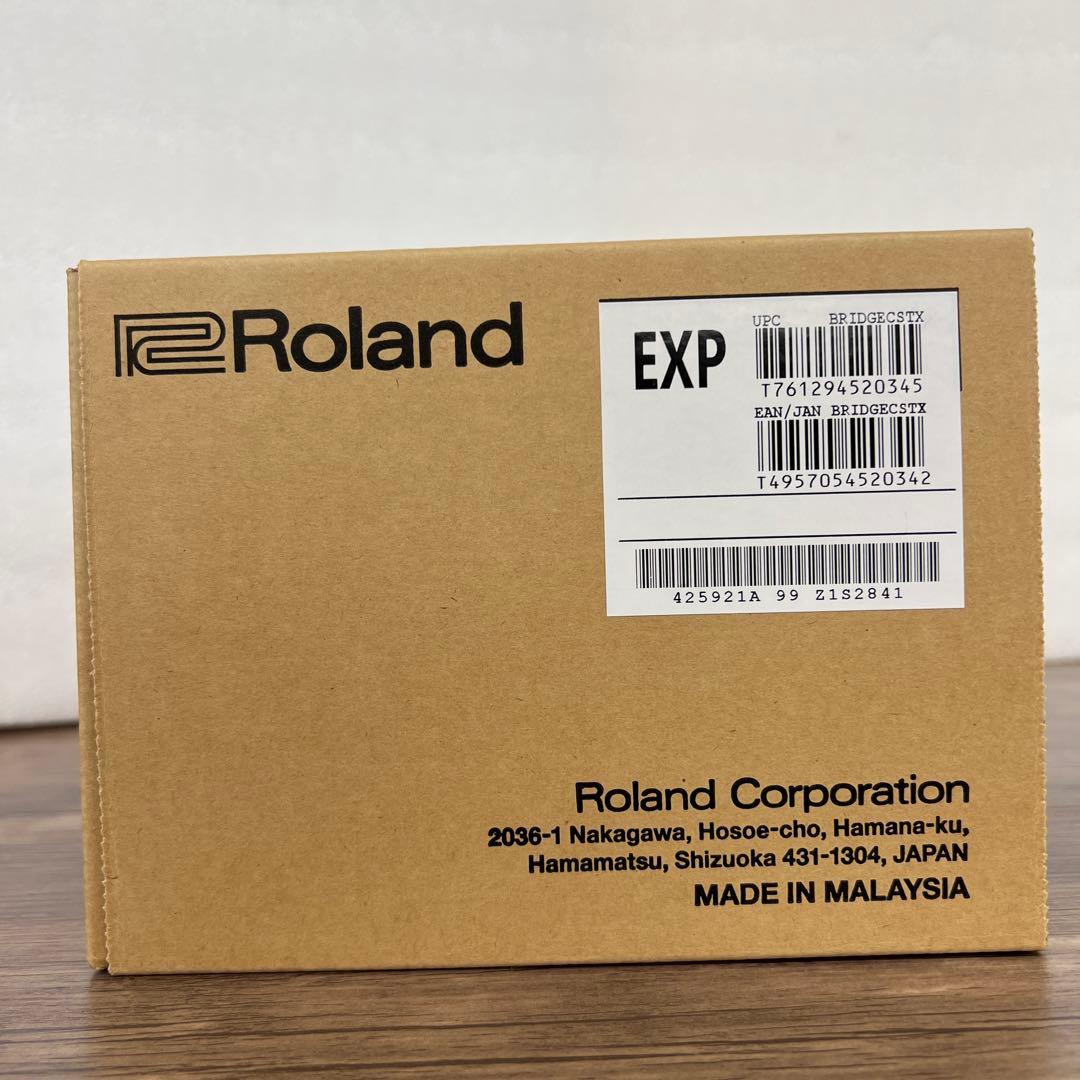 Roland
EXP
UPC BRIDGECSTX
T761294520345
EAN/JAN BRIDGECSTX
T4957054520342
425921A 99 Z1S2841
Roland Corporation
2036-1 Nakagawa, Hosoe-cho, Hamana-ku,
Hamamatsu, Shizuoka 431-1304, JAPAN
MADE IN MALAYSIA